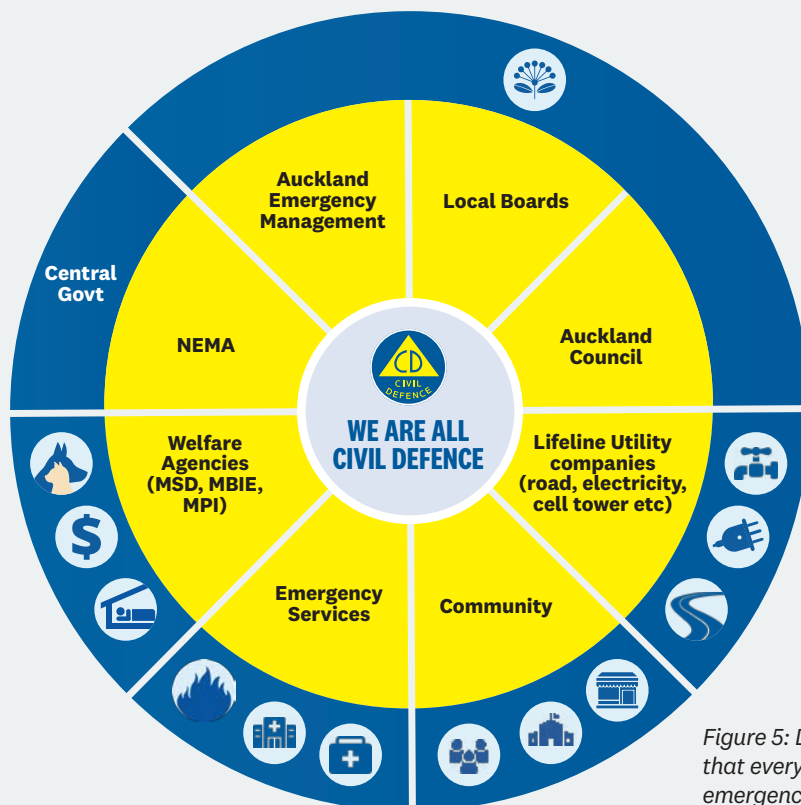 Auckland
Emergency
Management
Local Boards
Central
Govt
NEMA
Auckland
Council
CD
CIVIL
DEFENCE
WE ARE ALL
CIVIL DEFENCE
Welfare
Agencies
(MSD, MBIE,
MPI)
Lifeline Utility
companies
(road, electricity,
cell tower etc)
$
Emergency
Services
Community
Figure 5: 
that every
emergenc